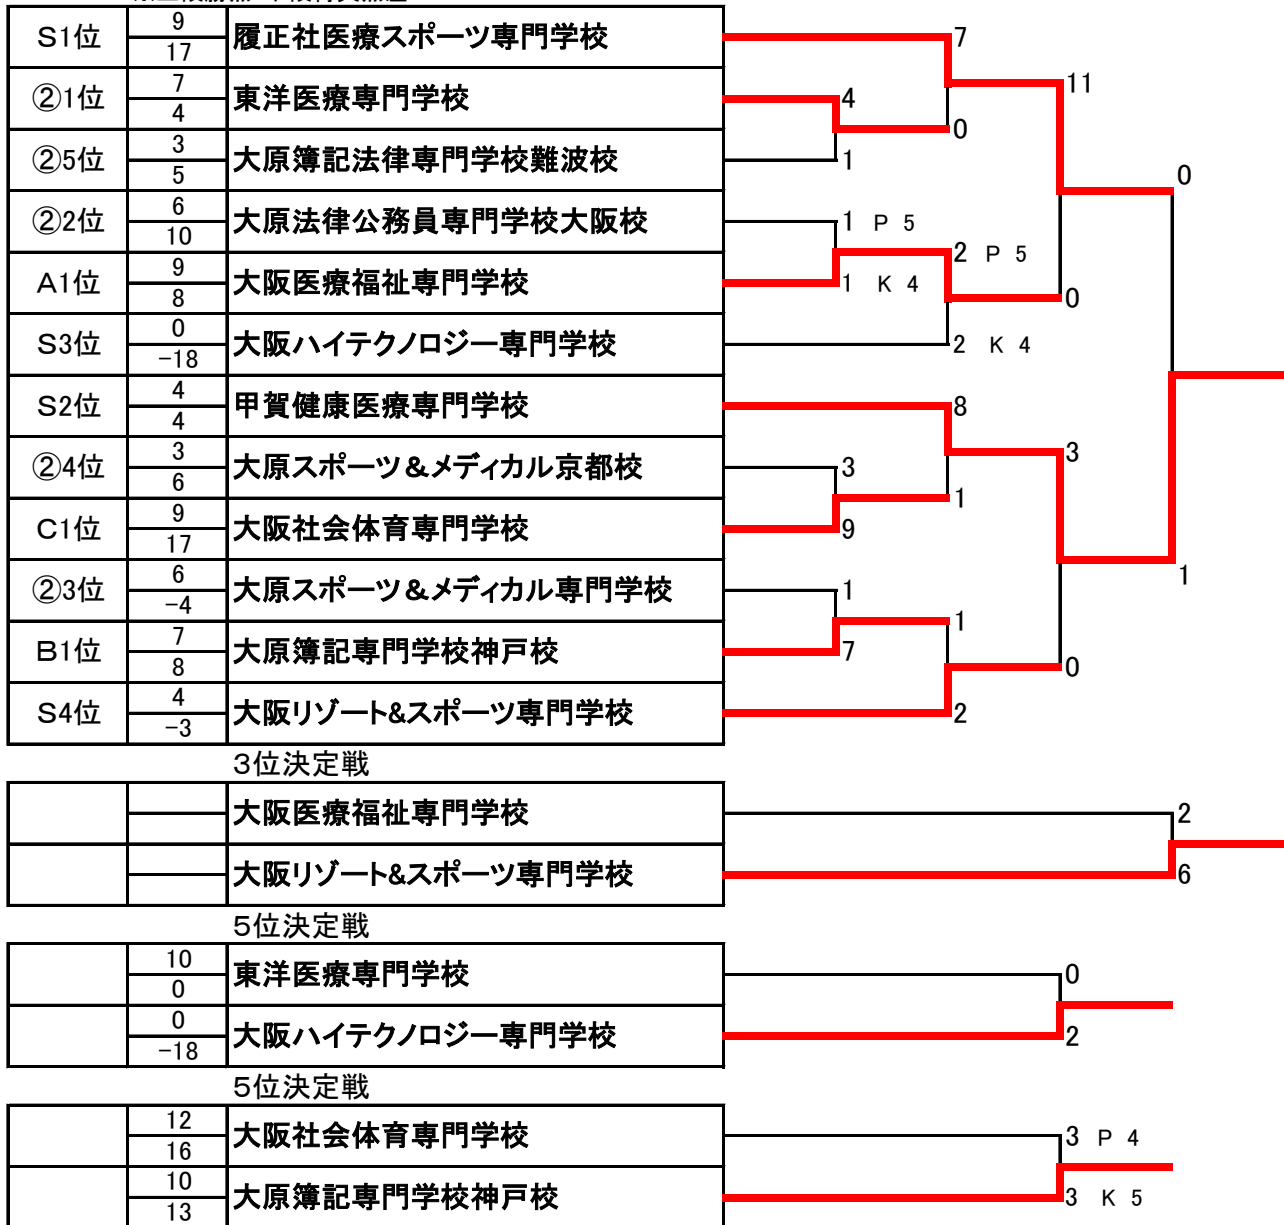 S1位 9 17 履正社医療スポーツ専門学校 7
②1位 7 4 東洋医療専門学校 4 0 11
②5位 3 5 大原簿記法律専門学校難波校 1 0
②2位 6 10 大原法律公務員専門学校大阪校 1 P 5
A1位 9 8 大阪医療福祉専門学校 1 K 4 2 P 5 0
S3位 0 -18 大阪ハイテクノロジー専門学校 2 K 4
S2位 4 4 甲賀健康医療専門学校 8
②4位 3 6 大原スポーツ&メディカル京都校 3 1 3
C1位 9 17 大阪社会体育専門学校 9
②3位 6 -4 大原スポーツ&メディカル専門学校 1 1 1
B1位 7 8 大原簿記専門学校神戸校 7 0
S4位 4 -3 大阪リゾート&スポーツ専門学校 2
3位決定戦
大阪医療福祉専門学校 2
大阪リゾート&スポーツ専門学校 6
5位決定戦
10 0 東洋医療専門学校 0
0 -18 大阪ハイテクノロジー専門学校 2
5位決定戦
12 16 大阪社会体育専門学校 3 P 4
10 13 大原簿記専門学校神戸校 3 K 5